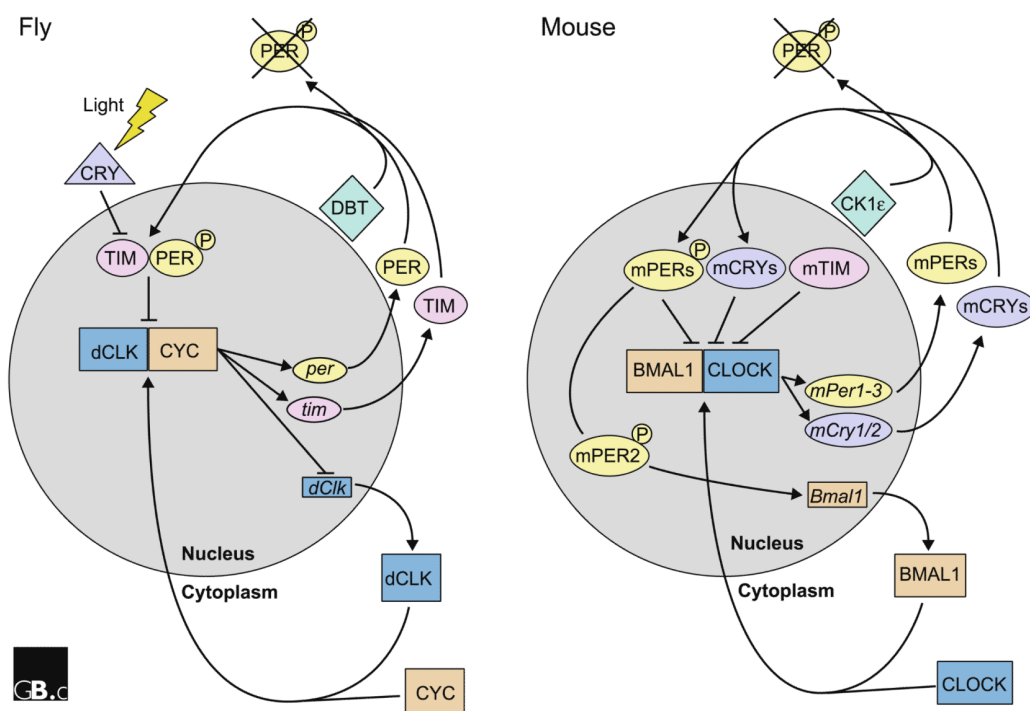 Fly
P
PER
Light
CRY
DBT
TIM
PER
P
PER
TIM
dCLK
CYC
per
tim
dClk
Nucleus
Cytoplasm
dCLK
CYC
GB.c
Mouse
P
PER
CK1ε
mPERs
P
mCRYs
mTIM
mPERs
mCRYs
BMAL1
CLOCK
mPer1-3
mCry1/2
P
mPER2
Bmal1
Nucleus
Cytoplasm
BMAL1
CLOCK